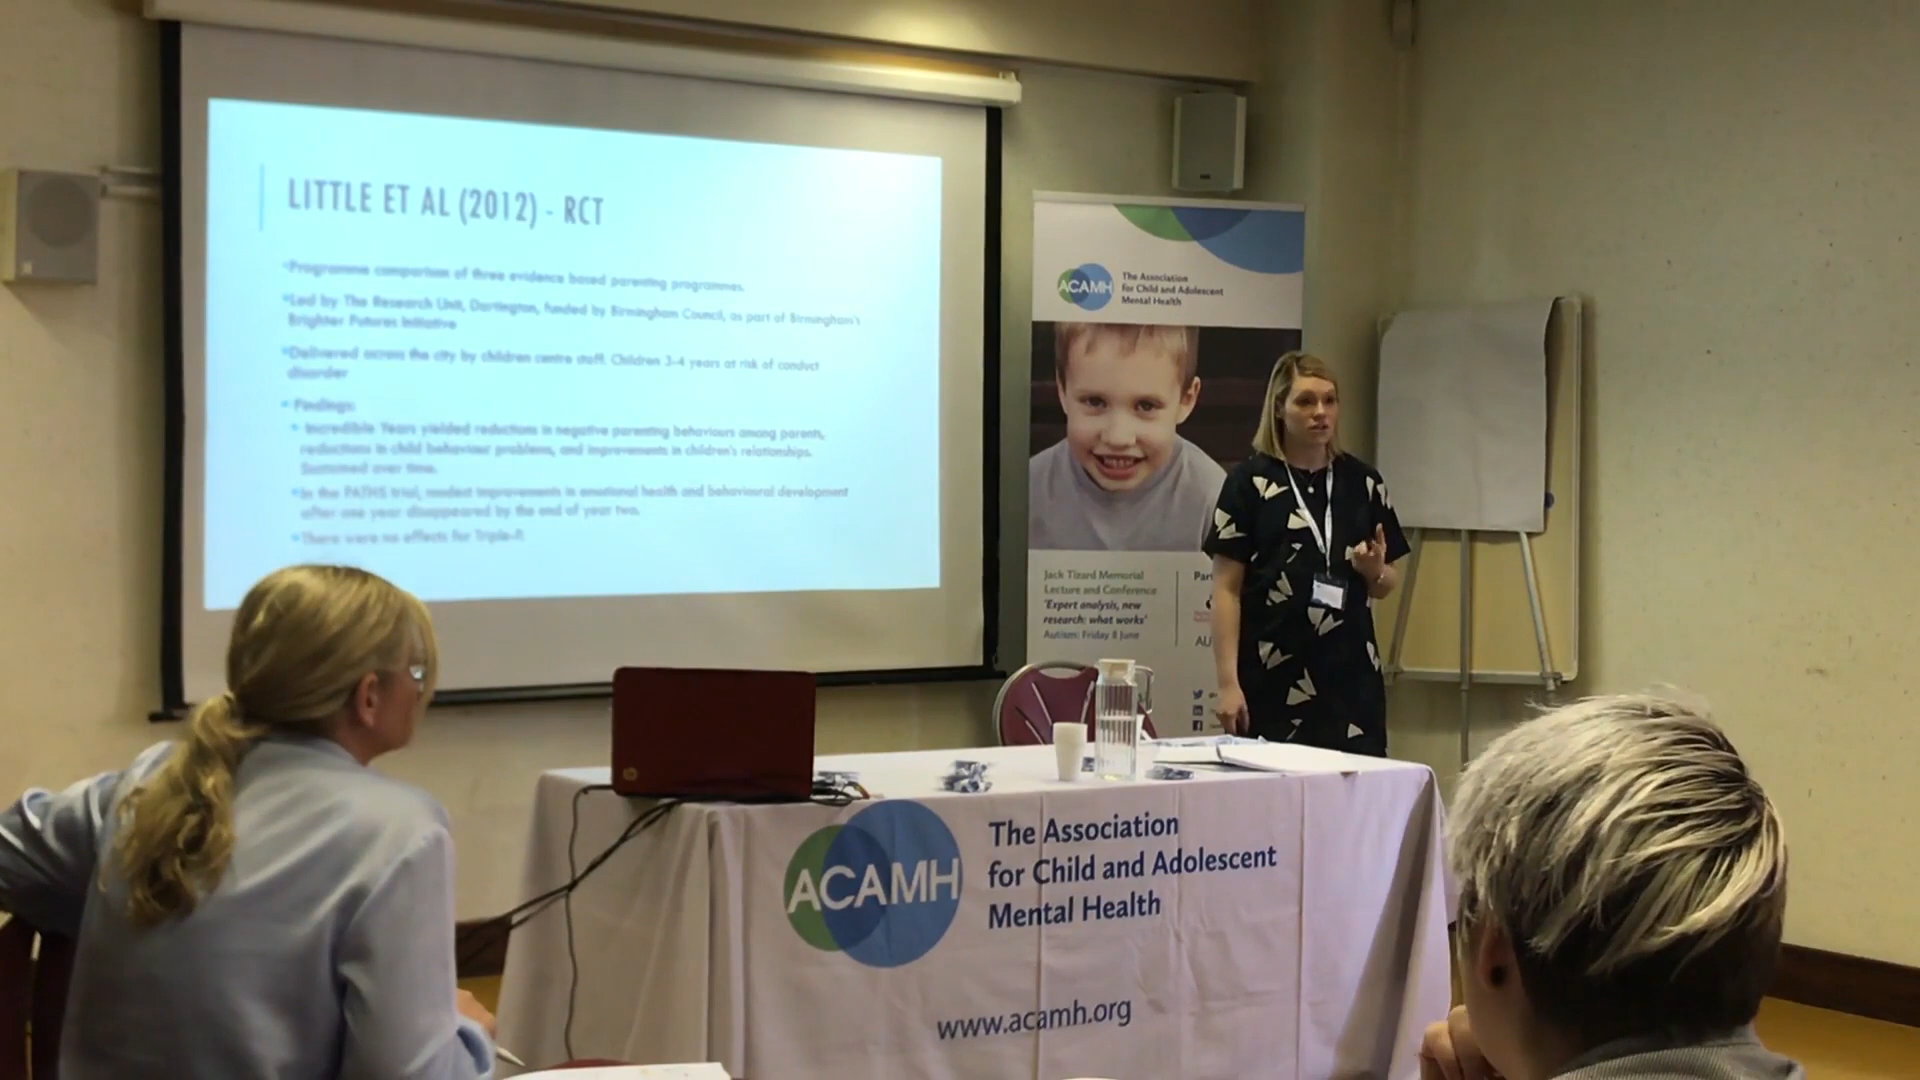 LITTLE ET AL (2012) - RCT
Programme comparison of three evidence based parenting programmes.
Led by The Research Unit, Dartington, funded by Birmingham Council, as part of Birmingham's
Brighter Futures Initiative
Delivered across the city by children centre staff. Children 3-4 years at risk of conduct
disorder
Findings:
Incredible Years yielded reductions in negative parenting behaviours among parents,
reductions in child behaviour problems, and improvements in children's relationships.
Sustained over time.
In the PATHS trial, modest improvements in emotional health and behavioural development
after one year disappeared by the end of year two.
There were no effects for Triple-P.
ACAMH
The Association
for Child and Adolescent
Mental Health
Jack Tizard Memorial
Lecture and Conference
'Expert analysis, new
research: what works'
Autism: Friday 8 June
Par
AU
ACAMH
The Association
for Child and Adolescent
Mental Health
www.acamh.org